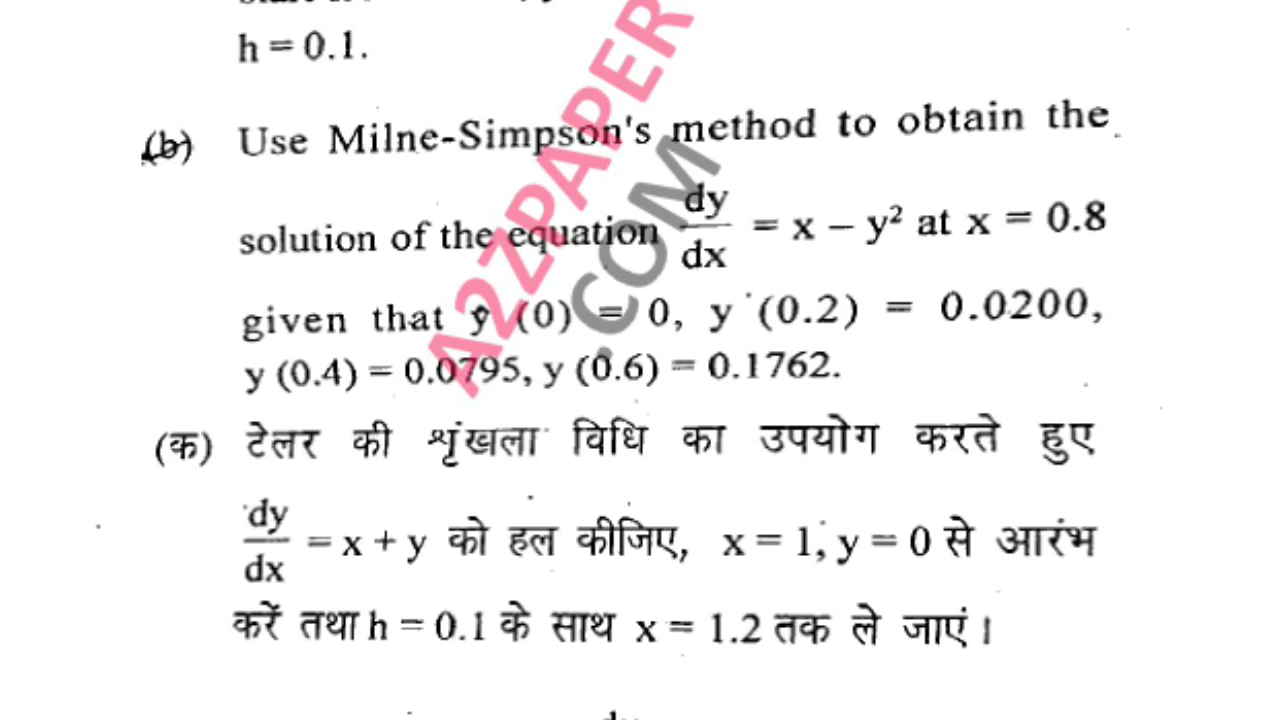 h = 0.1.
(b) Use Milne-Simpson's method to obtain the
solution of the equation dy/dx = x – y² at x = 0.8
given that y (0) = 0, y (0.2) = 0.0200,
y (0.4) = 0.0795, y (0.6) = 0.1762.
(क) टेलर की शृंखला विधि का उपयोग करते हुए
dy/dx = x + y को हल कीजिए, x = 1, y = 0 से आरंभ
करें तथा h = 0.1 के साथ x = 1.2 तक ले जाएं।
A2ZPAPER
.COM